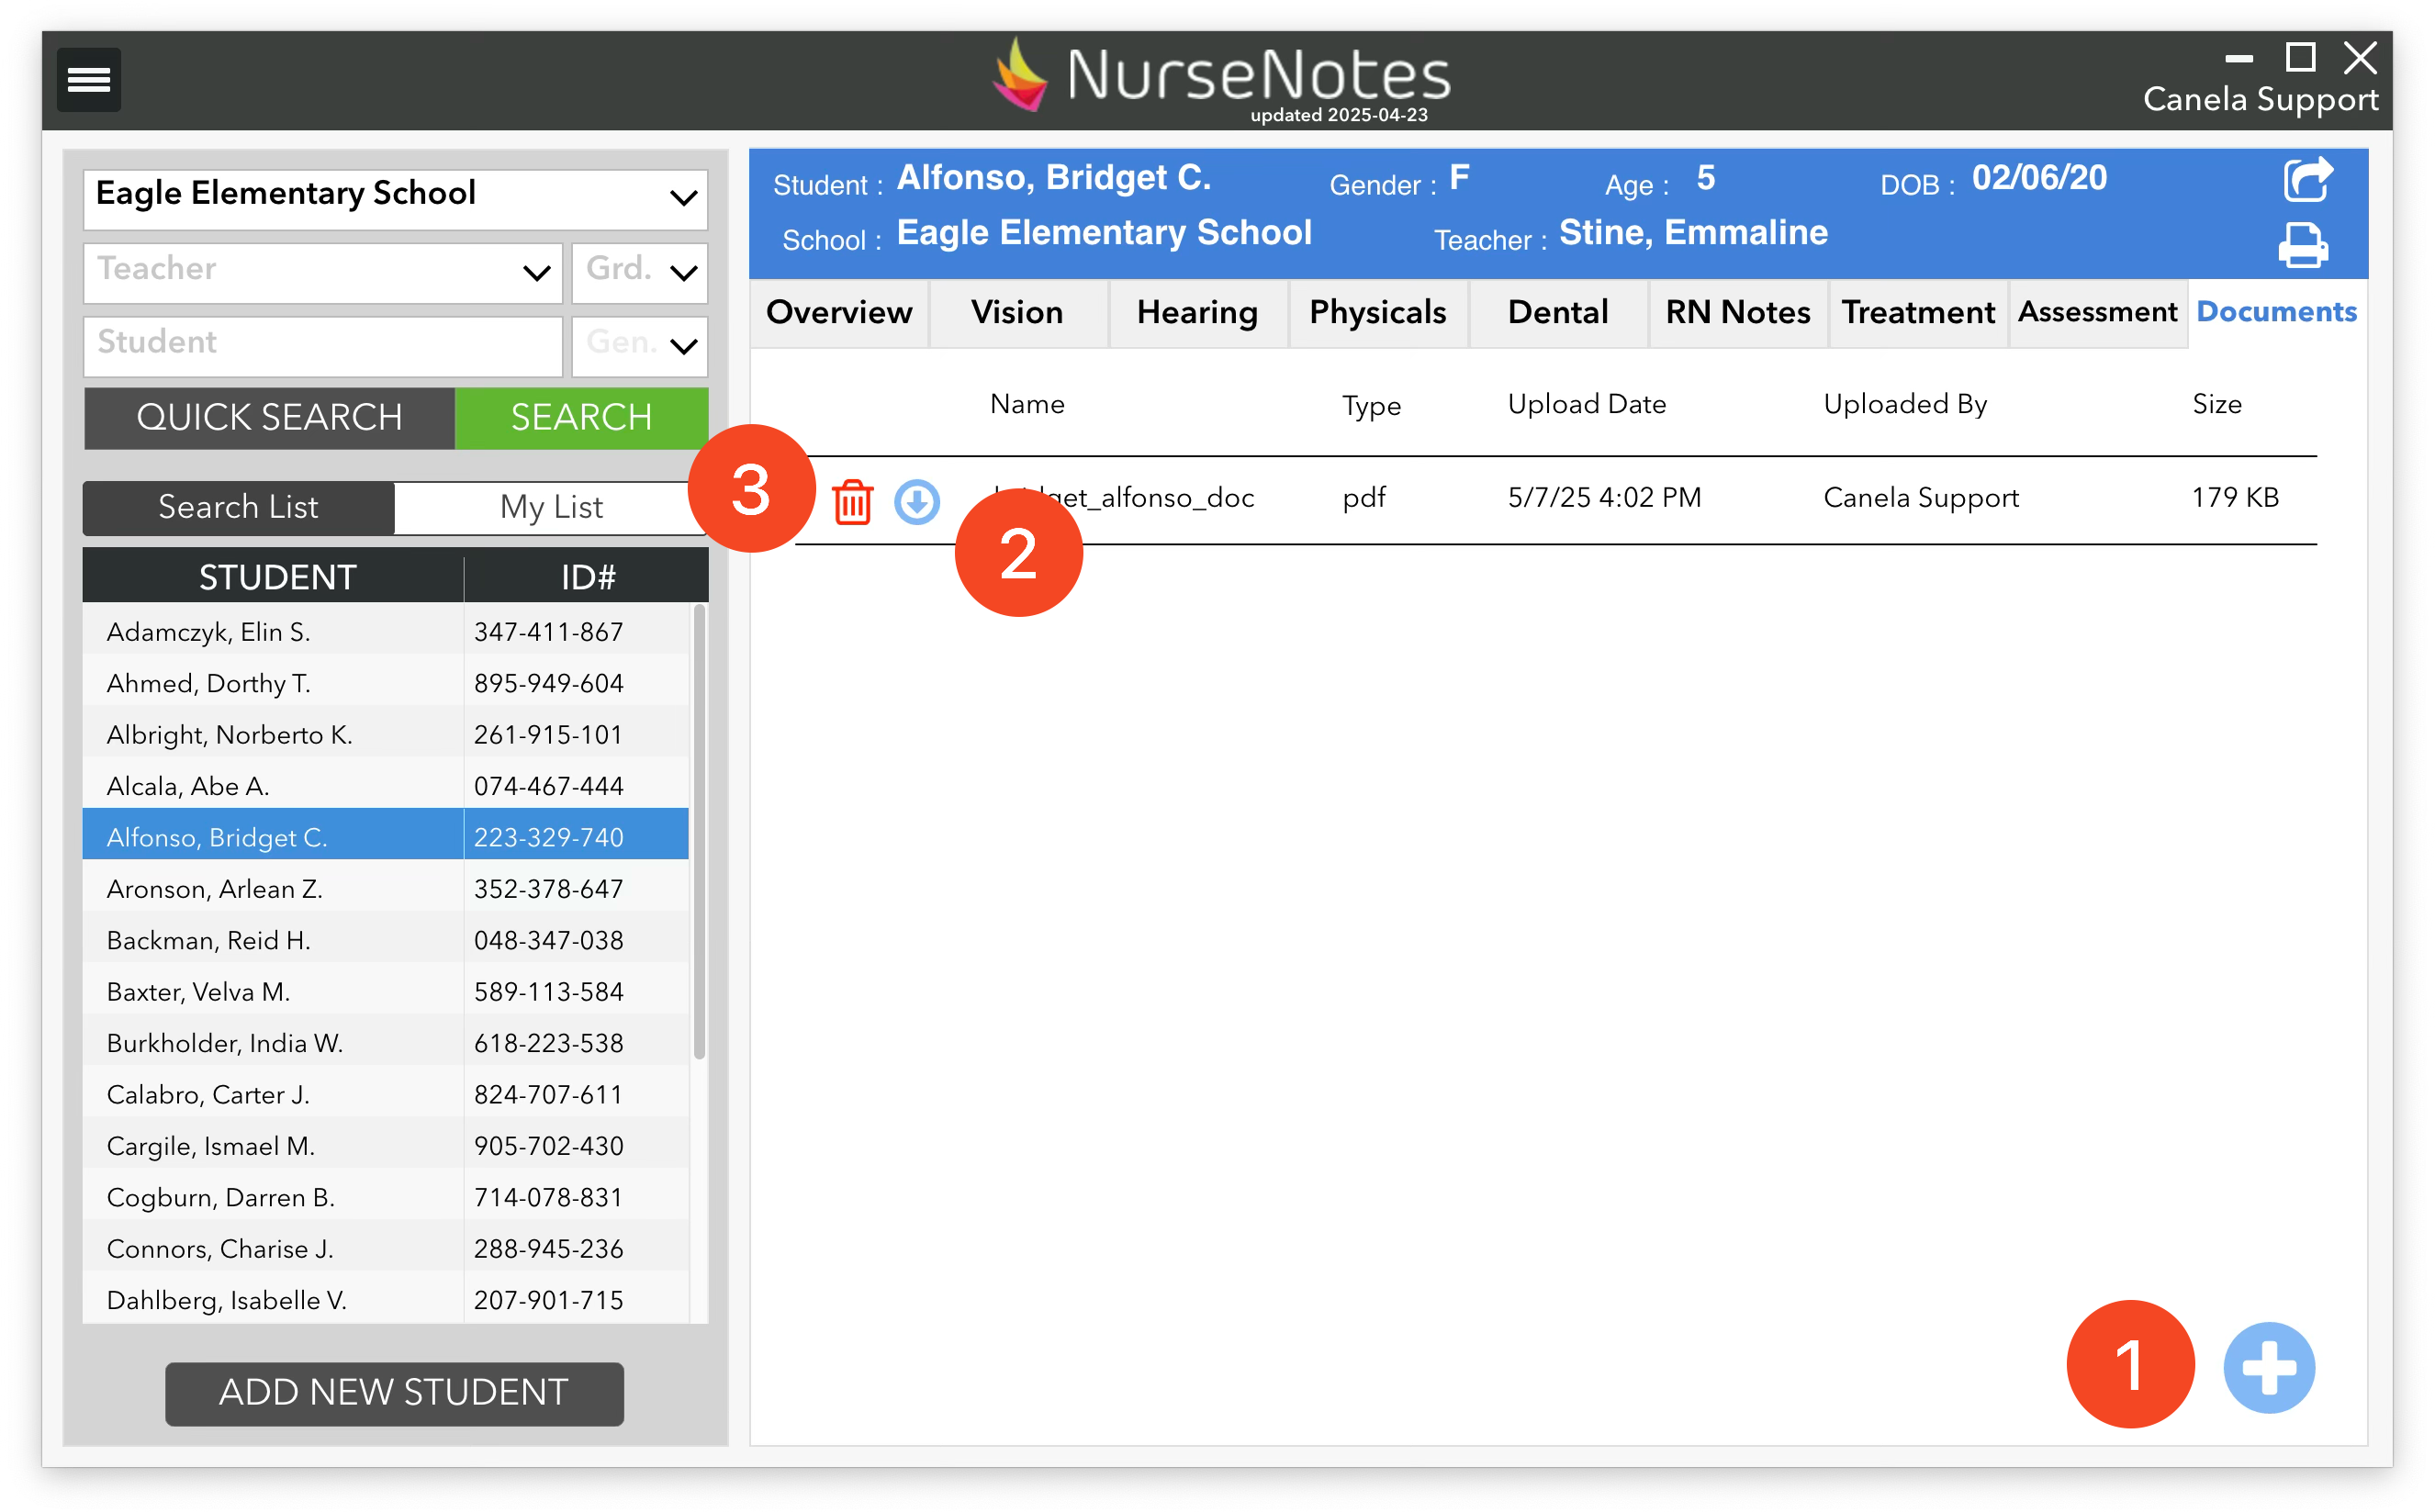 NurseNotes
updated 2025-04-23
Canela Support
Eagle Elementary School
Teacher Grd.
Student Gen.
QUICK SEARCH SEARCH
Search List My List
STUDENT ID#
Adamczyk, Elin S. 347-411-867
Ahmed, Dorthy T. 895-949-604
Albright, Norberto K. 261-915-101
Alcala, Abe A. 074-467-444
Alfonso, Bridget C. 223-329-740
Aronson, Arlean Z. 352-378-647
Backman, Reid H. 048-347-038
Baxter, Velva M. 589-113-584
Burkholder, India W. 618-223-538
Calabro, Carter J. 824-707-611
Cargile, Ismael M. 905-702-430
Cogburn, Darren B. 714-078-831
Connors, Charise J. 288-945-236
Dahlberg, Isabelle V. 207-901-715
ADD NEW STUDENT
Student : Alfonso, Bridget C. Gender : F Age : 5 DOB : 02/06/20
School : Eagle Elementary School Teacher : Stine, Emmaline
Overview Vision Hearing Physicals Dental RN Notes Treatment Assessment Documents
Name Type Upload Date Uploaded By Size
3 pdf 5/7/25 4:02 PM Canela Support 179 KB
2
1